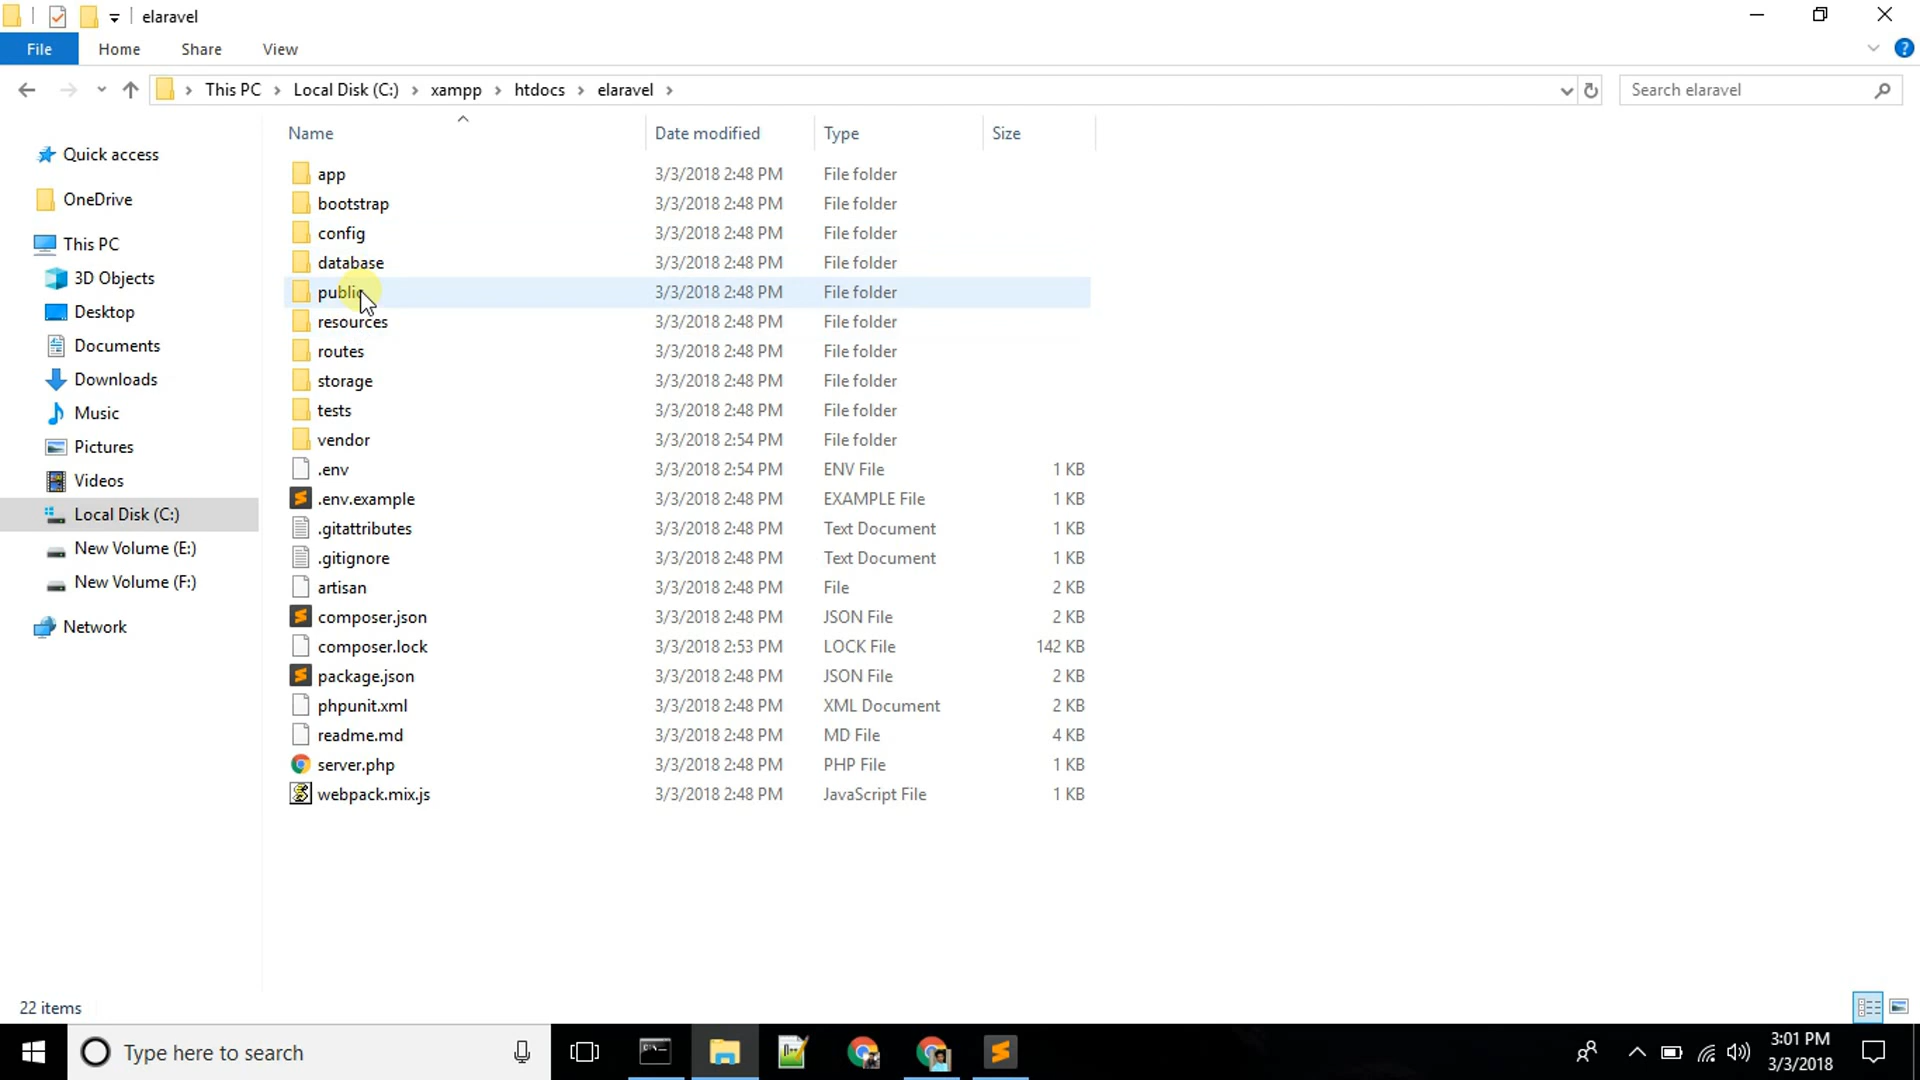 elaravel
File Home Share View
This PC Local Disk (C:) xampp htdocs elaravel
Search elaravel
Quick access
OneDrive
This PC
3D Objects
Desktop
Documents
Downloads
Music
Pictures
Videos
Local Disk (C:)
New Volume (E:)
New Volume (F:)
Network
Name Date modified Type Size
app 3/3/2018 2:48 PM File folder
bootstrap 3/3/2018 2:48 PM File folder
config 3/3/2018 2:48 PM File folder
database 3/3/2018 2:48 PM File folder
public 3/3/2018 2:48 PM File folder
resources 3/3/2018 2:48 PM File folder
routes 3/3/2018 2:48 PM File folder
storage 3/3/2018 2:48 PM File folder
tests 3/3/2018 2:48 PM File folder
vendor 3/3/2018 2:54 PM File folder
.env 3/3/2018 2:54 PM ENV File 1 KB
.env.example 3/3/2018 2:48 PM EXAMPLE File 1 KB
.gitattributes 3/3/2018 2:48 PM Text Document 1 KB
.gitignore 3/3/2018 2:48 PM Text Document 1 KB
artisan 3/3/2018 2:48 PM File 2 KB
composer.json 3/3/2018 2:48 PM JSON File 2 KB
composer.lock 3/3/2018 2:53 PM LOCK File 142 KB
package.json 3/3/2018 2:48 PM JSON File 2 KB
phpunit.xml 3/3/2018 2:48 PM XML Document 2 KB
readme.md 3/3/2018 2:48 PM MD File 4 KB
server.php 3/3/2018 2:48 PM PHP File 1 KB
webpack.mix.js 3/3/2018 2:48 PM JavaScript File 1 KB
22 items
Type here to search
3:01 PM
3/3/2018